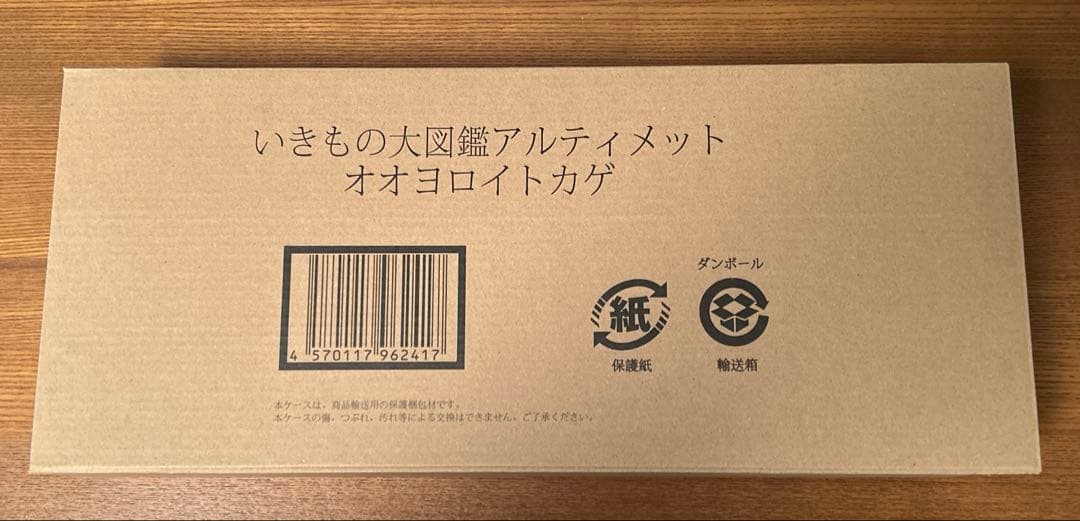 いきもの大図鑑アルティメット
オオヨロイトカゲ
ダンボール
紙
4 570117 962417
保護紙
輸送箱
本ケースは、商品輸送用の保護梱包材です。
本ケースの傷、つぶれ、汚れ等による交換はできません、ご了承ください。